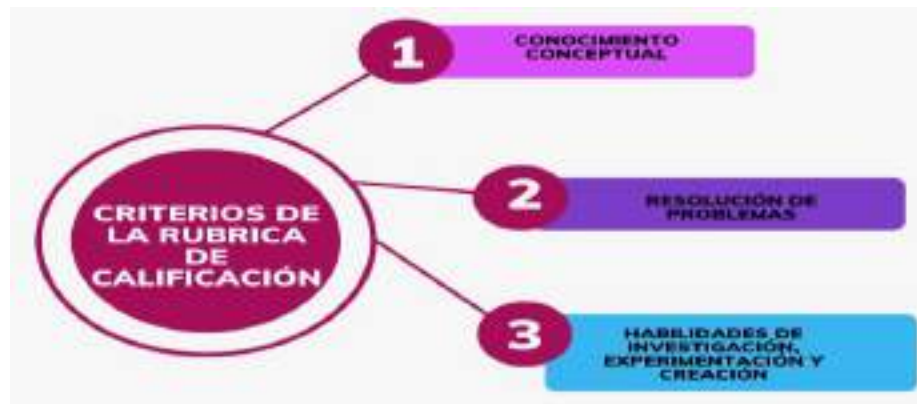 1
CONOCIMIENTO
CONCEPTUAL
2
RESOLUCIÓN DE
PROBLEMAS
CRITERIOS DE
LA RUBRICA
DE
CALIFICACIÓN
3
HABILIDADES DE
INVESTIGACIÓN,
EXPERIMENTACIÓN Y
CREACIÓN